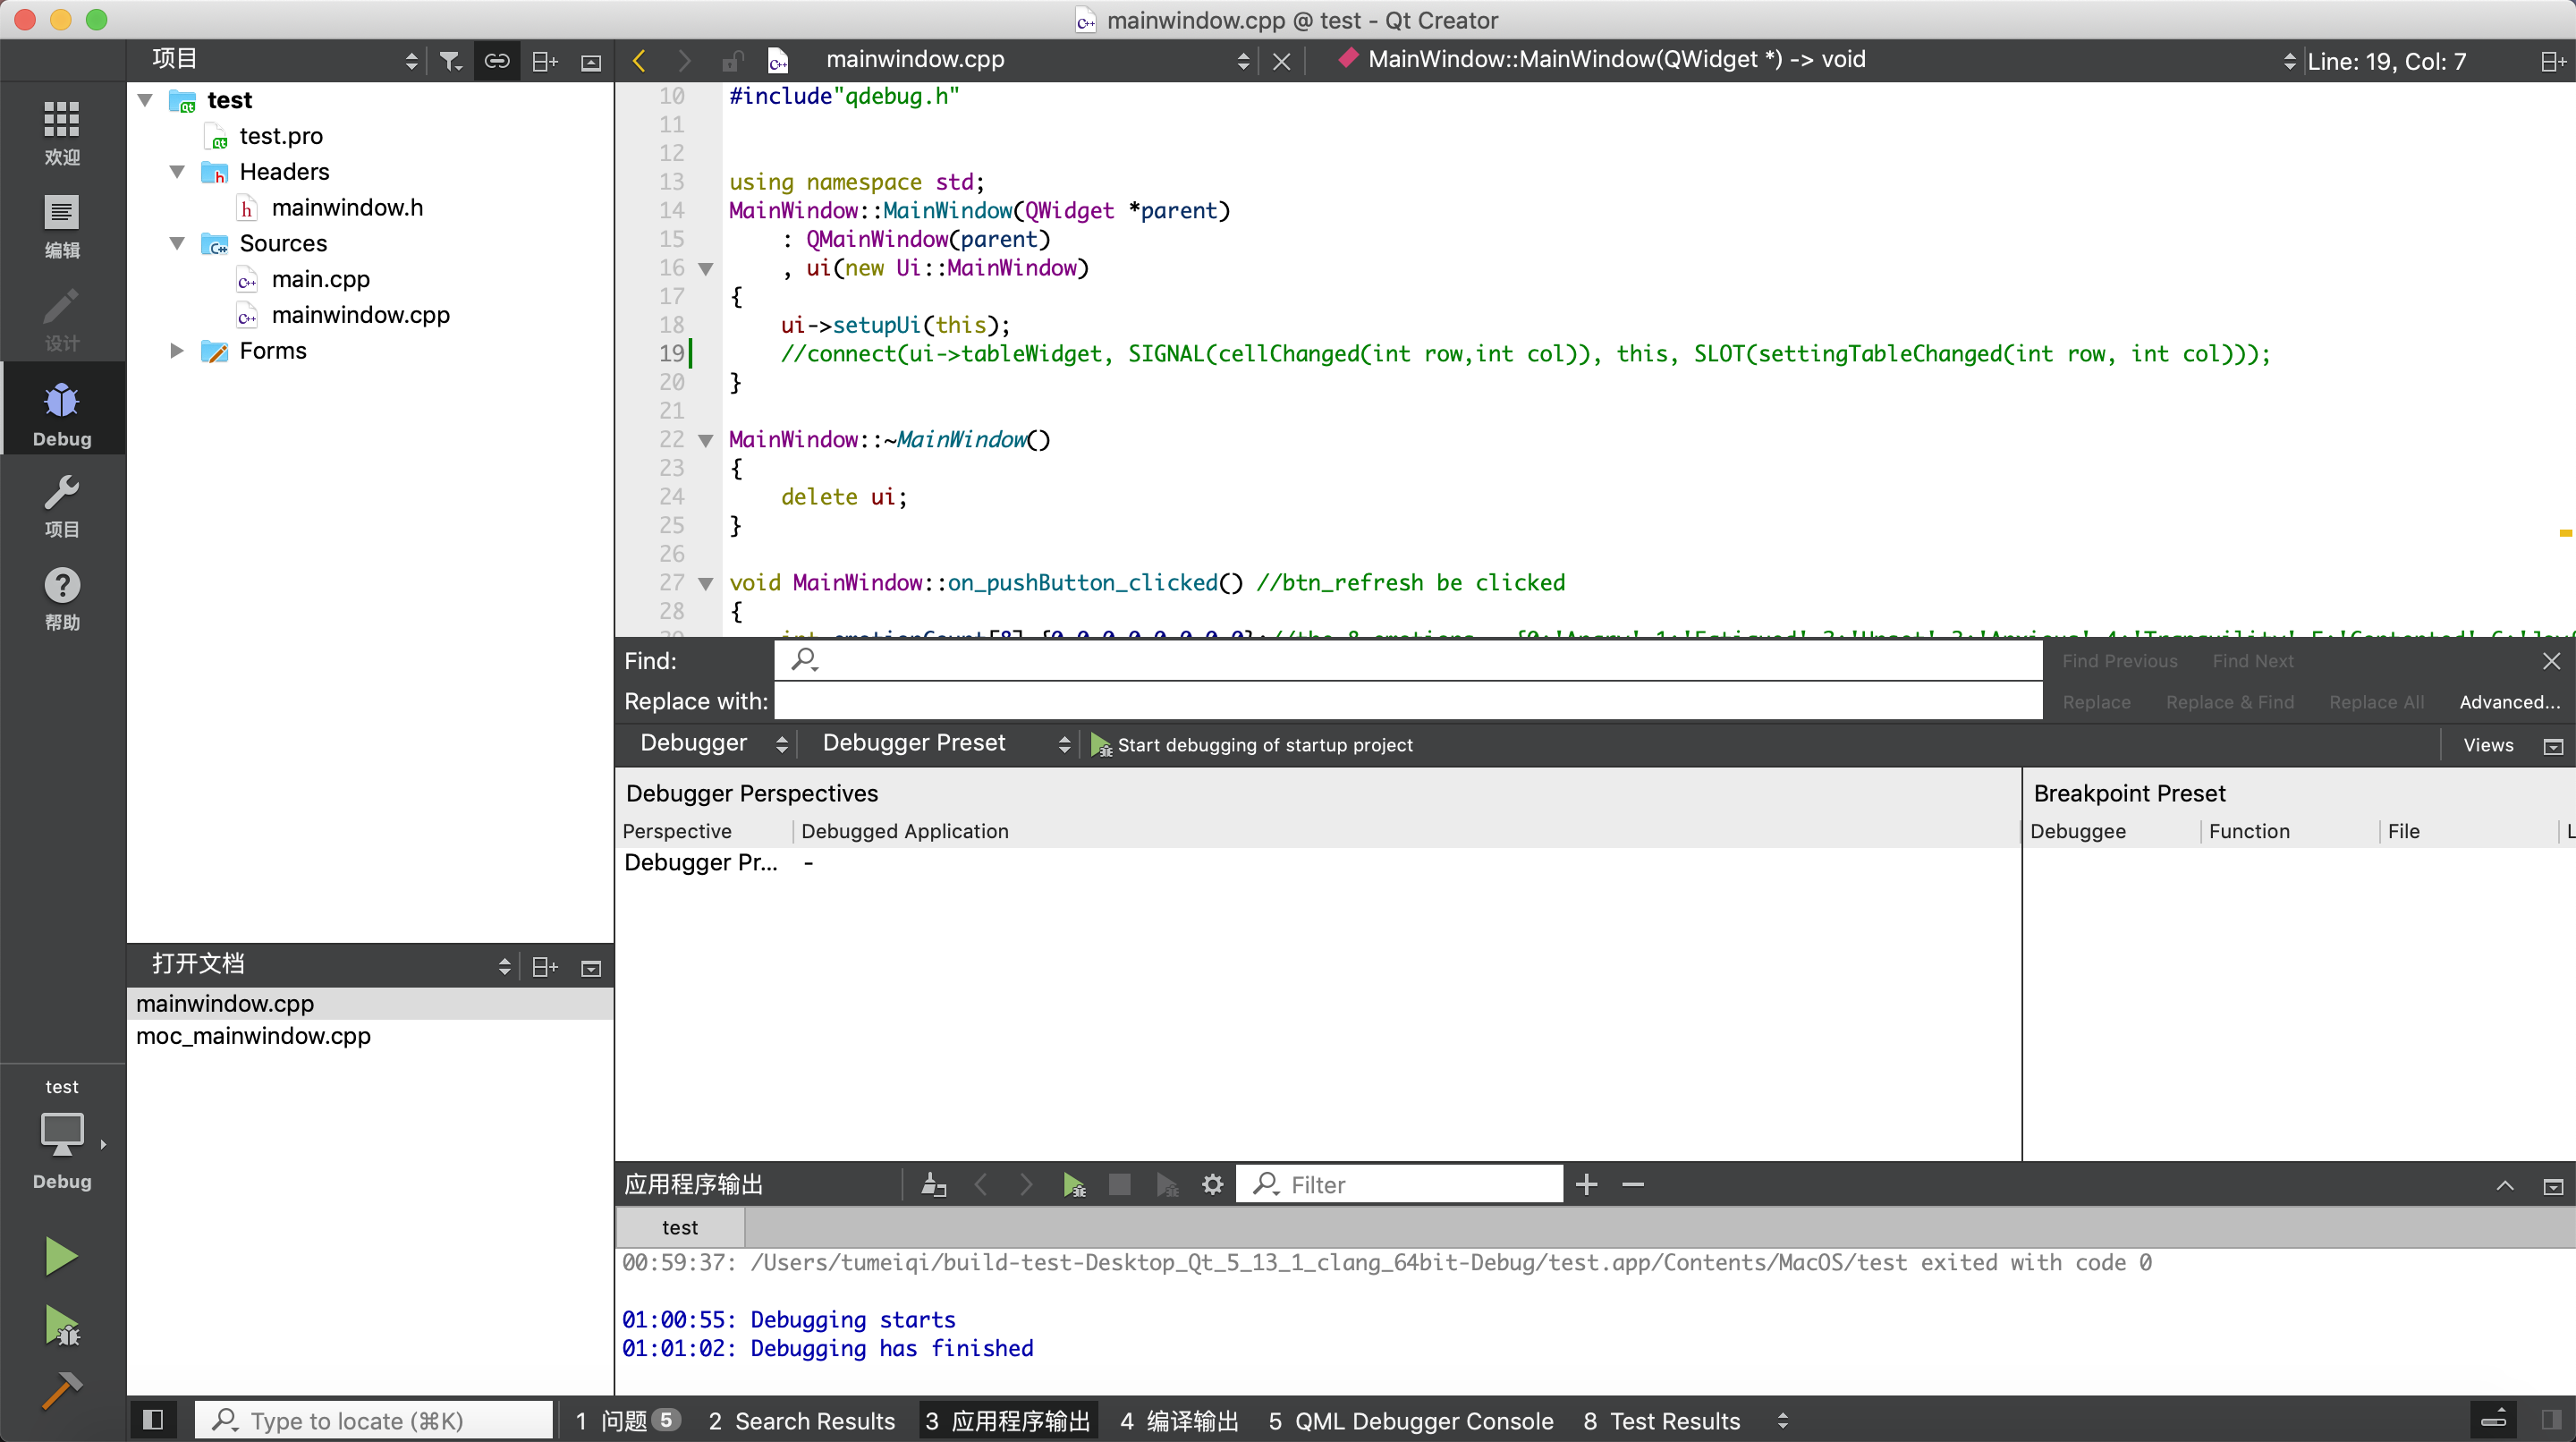 mainwindow.cpp @ test - Qt Creator
项目
mainwindow.cpp
MainWindow::MainWindow(QWidget *) -> void
Line: 19, Col: 7
欢迎
编辑
设计
Debug
项目
帮助
test
Debug
test
test.pro
Headers
mainwindow.h
Sources
main.cpp
mainwindow.cpp
Forms
打开文档
mainwindow.cpp
moc_mainwindow.cpp
10 #include"qdebug.h"
11
12
13 using namespace std;
14 MainWindow::MainWindow(QWidget *parent)
15     : QMainWindow(parent)
16     , ui(new Ui::MainWindow)
17 {
18     ui->setupUi(this);
19     //connect(ui->tableWidget, SIGNAL(cellChanged(int row,int col)), this, SLOT(settingTableChanged(int row, int col)));
20 }
21
22 MainWindow::~MainWindow()
23 {
24     delete ui;
25 }
26
27 void MainWindow::on_pushButton_clicked() //btn_refresh be clicked
28 {
Find:
Find Previous Find Next
Replace with:
Replace Replace & Find Replace All Advanced...
Debugger Debugger Preset Start debugging of startup project Views
Debugger Perspectives
Perspective Debugged Application
Debugger Pr... -
Breakpoint Preset
Debuggee Function File L
应用程序输出 Filter
test
00:59:37: /Users/tumeiqi/build-test-Desktop_Qt_5_13_1_clang_64bit-Debug/test.app/Contents/MacOS/test exited with code 0
01:00:55: Debugging starts
01:01:02: Debugging has finished
Type to locate (⌘K) 1 问题 5 2 Search Results 3 应用程序输出 4 编译输出 5 QML Debugger Console 8 Test Results